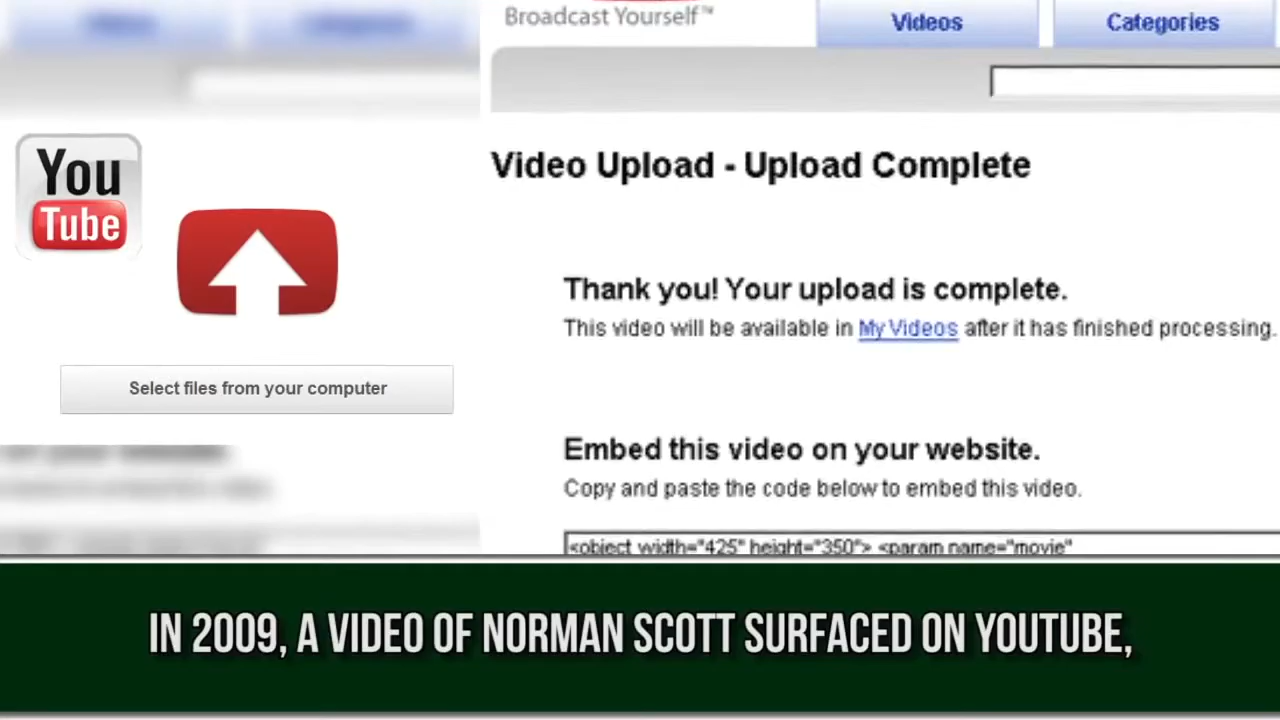 Broadcast Yourself™
Videos
Categories
You
Tube
Video Upload - Upload Complete
Thank you! Your upload is complete.
This video will be available in My Videos after it has finished processing.
Select files from your computer
Embed this video on your website.
Copy and paste the code below to embed this video.
<object width="425" height="350"> <param name="movie"
IN 2009, A VIDEO OF NORMAN SCOTT SURFACED ON YOUTUBE,